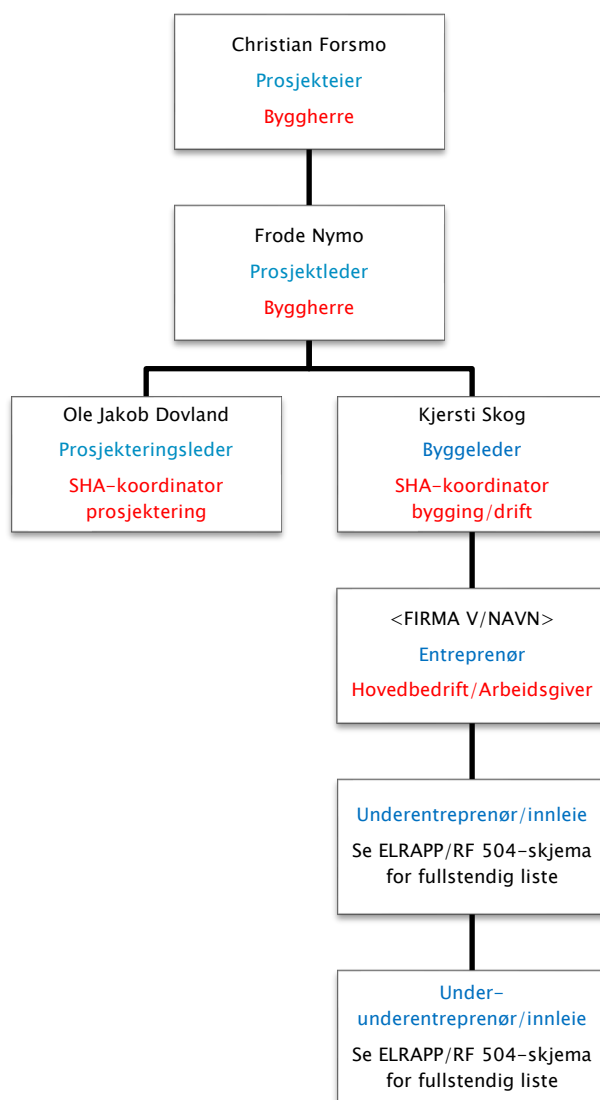 Christian Forsmo
Prosjekteier
Byggherre
Frode Nymo
Prosjektleder
Byggherre
Ole Jakob Dovland
Prosjekteringsleder
SHA-koordinator
prosjektering
Kjersti Skog
Byggeleder
SHA-koordinator
bygging/drift
<FIRMA V/NAVN>
Entreprenør
Hovedbedrift/Arbeidsgiver
Underentreprenør/innleie
Se ELRAPP/RF 504-skjema
for fullstendig liste
Under-
underentreprenør/innleie
Se ELRAPP/RF 504-skjema
for fullstendig liste